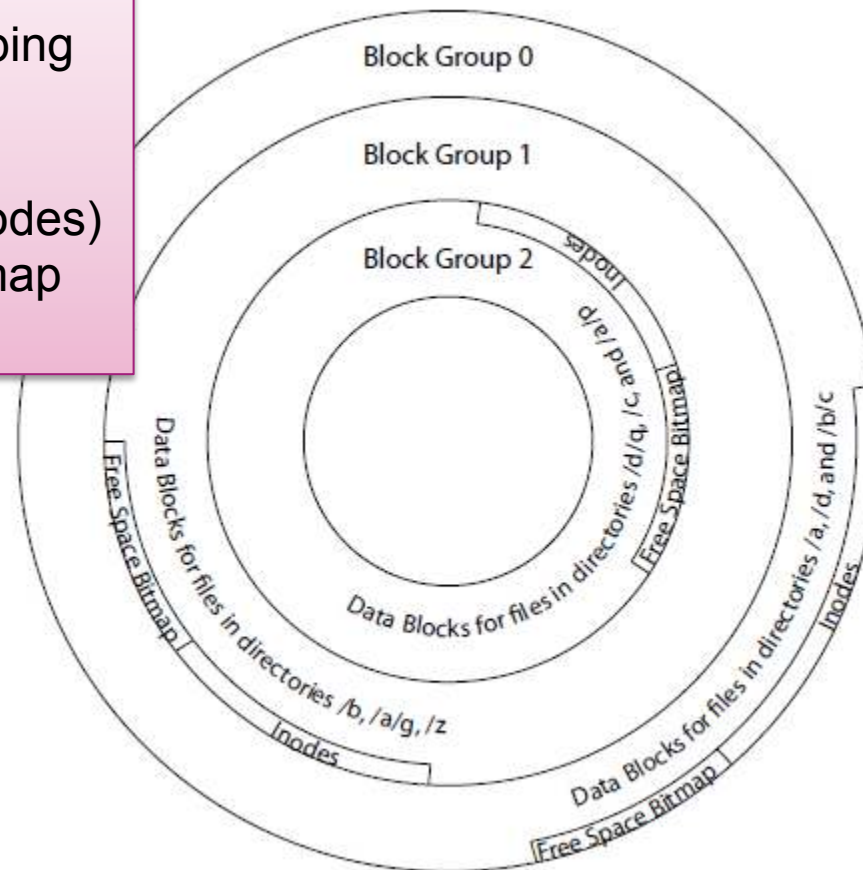 ping
odes)
map
Block Group 0
Block Group 1
Block Group 2
Inodes
Data Blocks for files in directories /d/q, /c and /a/p
Free Space Bitmap
Data Blocks for files in directories /b, /a/g, /z
Free Space Bitmap
Inodes
Data Blocks for files in directories /a, /d, and /b/c
Inodes
Free Space Bitmap